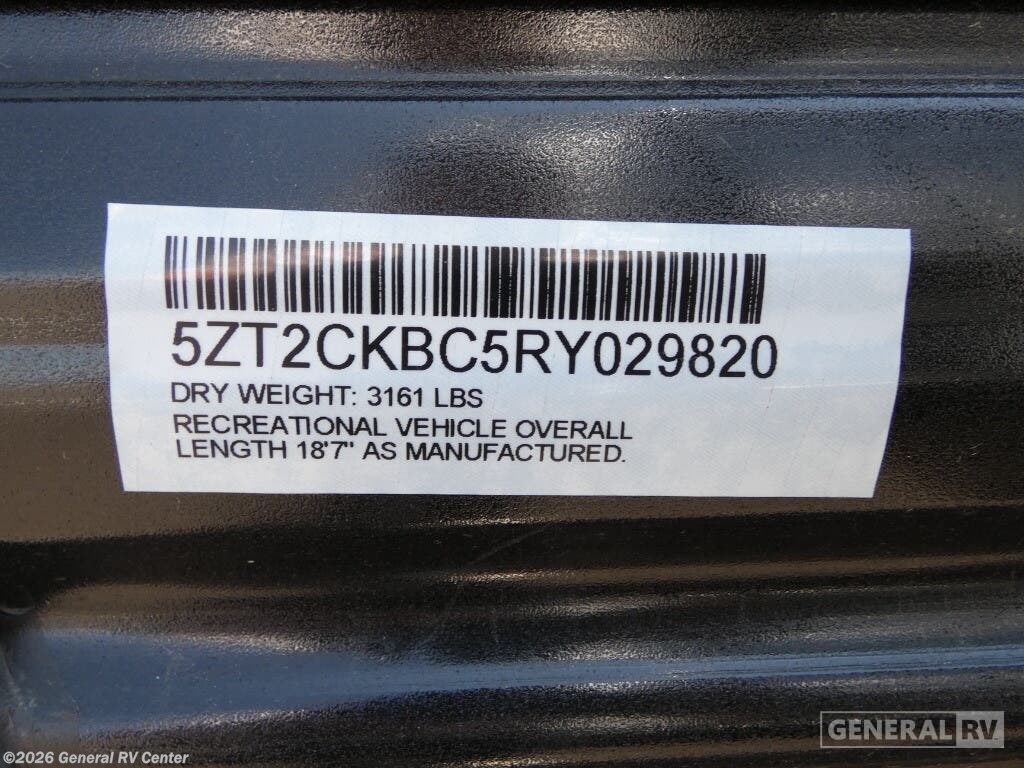 5ZT2CKBC5RY029820
DRY WEIGHT: 3161 LBS
RECREATIONAL VEHICLE OVERALL
LENGTH 18'7" AS MANUFACTURED.
GENERAL RV
©2026 General RV Center